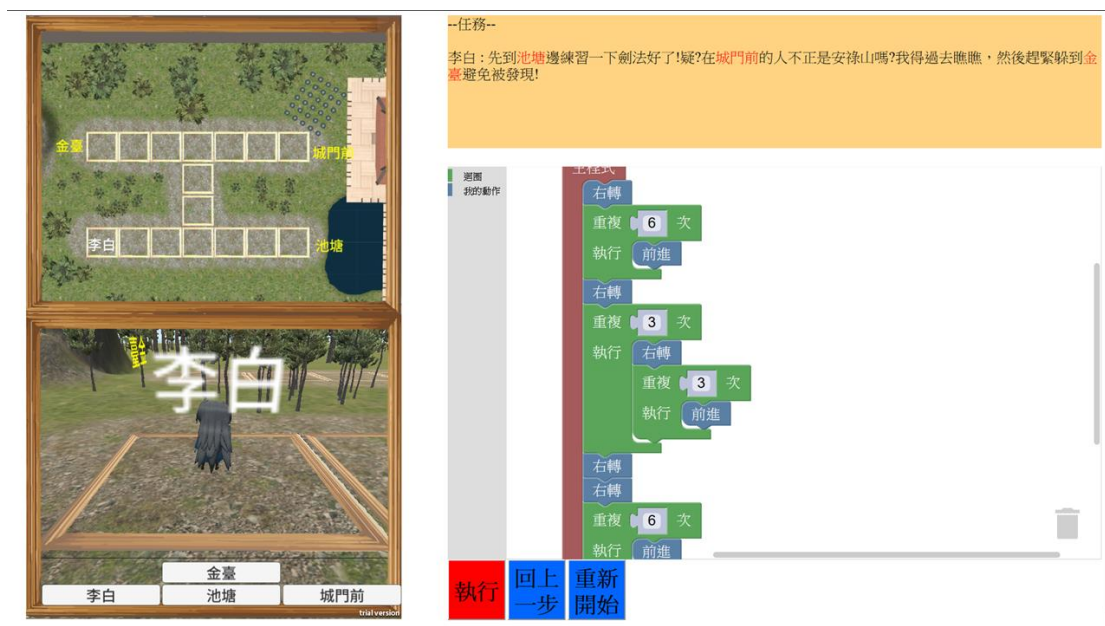 金臺
城門前
李白
池塘
李白
金臺
李白
池塘
城門前
trial version
--任務--
李白:先到池塘邊練習一下劍法好了!疑?在城門前的人不正是安祿山嗎?我得過去瞧瞧,然後趕緊躲到金
臺避免被發現!
迴圈
我的動作
主程式
右轉
重複 6 次
執行 前進
右轉
重複 3 次
執行 右轉
重複 3 次
執行 前進
右轉
右轉
重複 6 次
執行 前進
執行
回上
一步
重新
開始